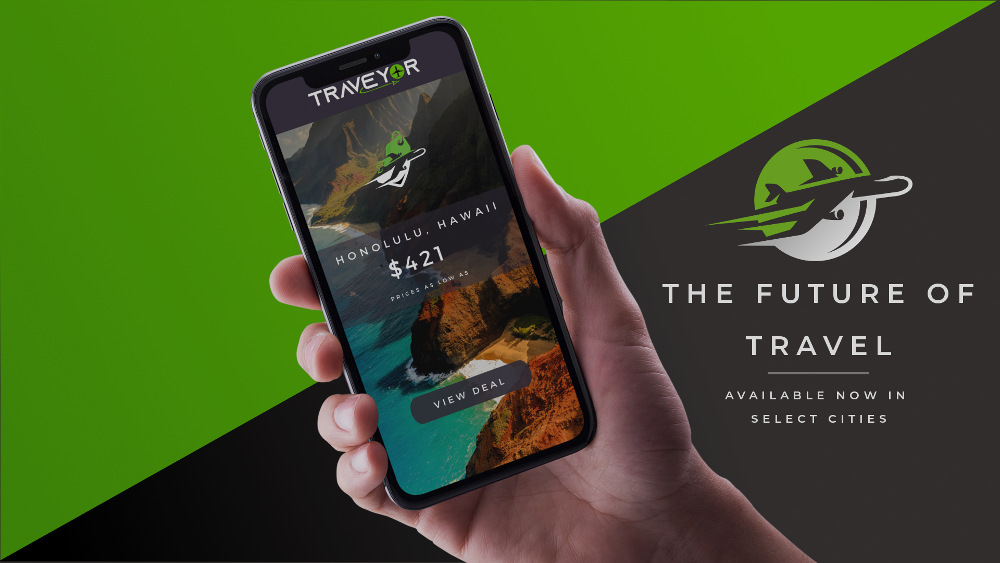 TRAVEYOR
HONOLULU, HAWAII
$421
PRICES AS LOW AS
VIEW DEAL
THE FUTURE OF
TRAVEL
AVAILABLE NOW IN
SELECT CITIES